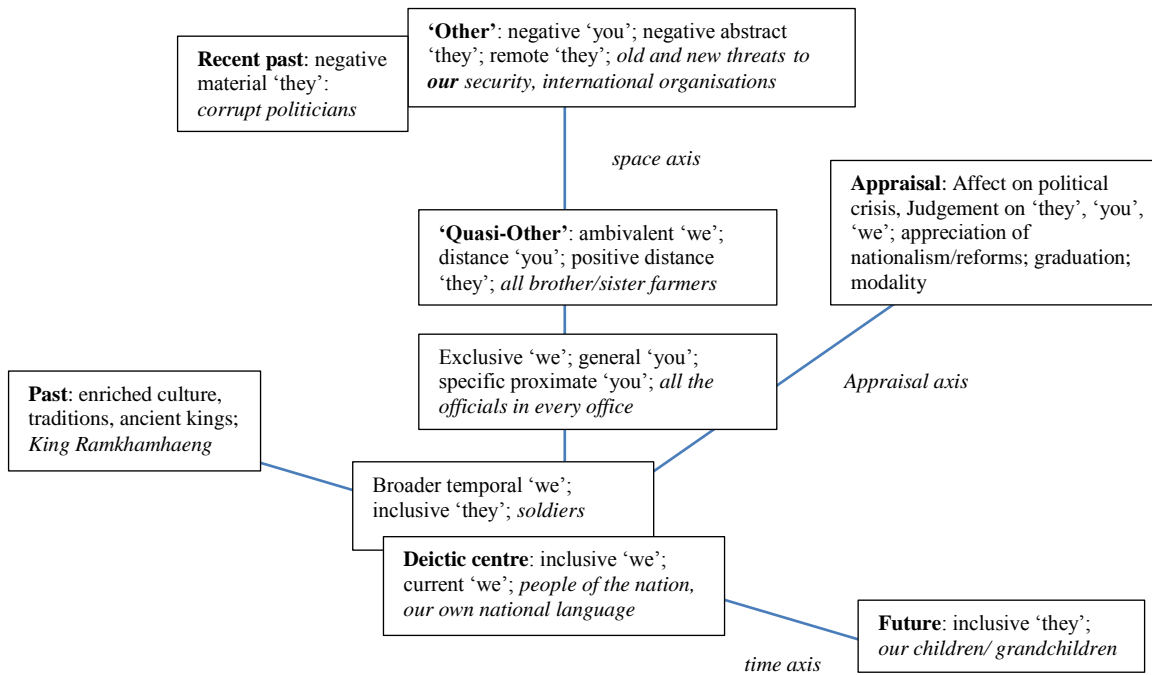 ‘Other’: negative ‘you’; negative abstract
‘they’; remote ‘they’; old and new threats to
our security, international organisations
Recent past: negative
material ‘they’:
corrupt politicians
space axis
Appraisal: Affect on political
crisis, Judgement on ‘they’, ‘you’,
‘we’; appreciation of
nationalism/reforms; graduation;
modality
‘Quasi-Other’: ambivalent ‘we’;
distance ‘you’; positive distance
‘they’; all brother/sister farmers
Exclusive ‘we’; general ‘you’;
specific proximate ‘you’; all the
officials in every office
Appraisal axis
Past: enriched culture,
traditions, ancient kings;
King Ramkhamhaeng
Broader temporal ‘we’;
inclusive ‘they’; soldiers
Deictic centre: inclusive ‘we’;
current ‘we’; people of the nation,
our own national language
Future: inclusive ‘they’;
our children/ grandchildren
time axis